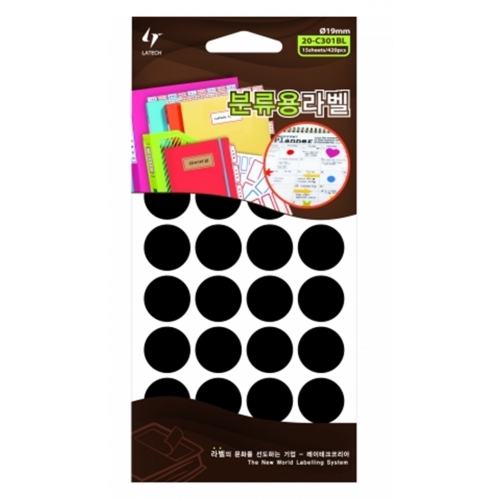 LATECH
Ø19mm
20-C301BL
15sheets/420pcs
분류용라벨
Planner
라벨의 문화를 선도하는 기업 - 레이테크코리아
The New World Labelling System